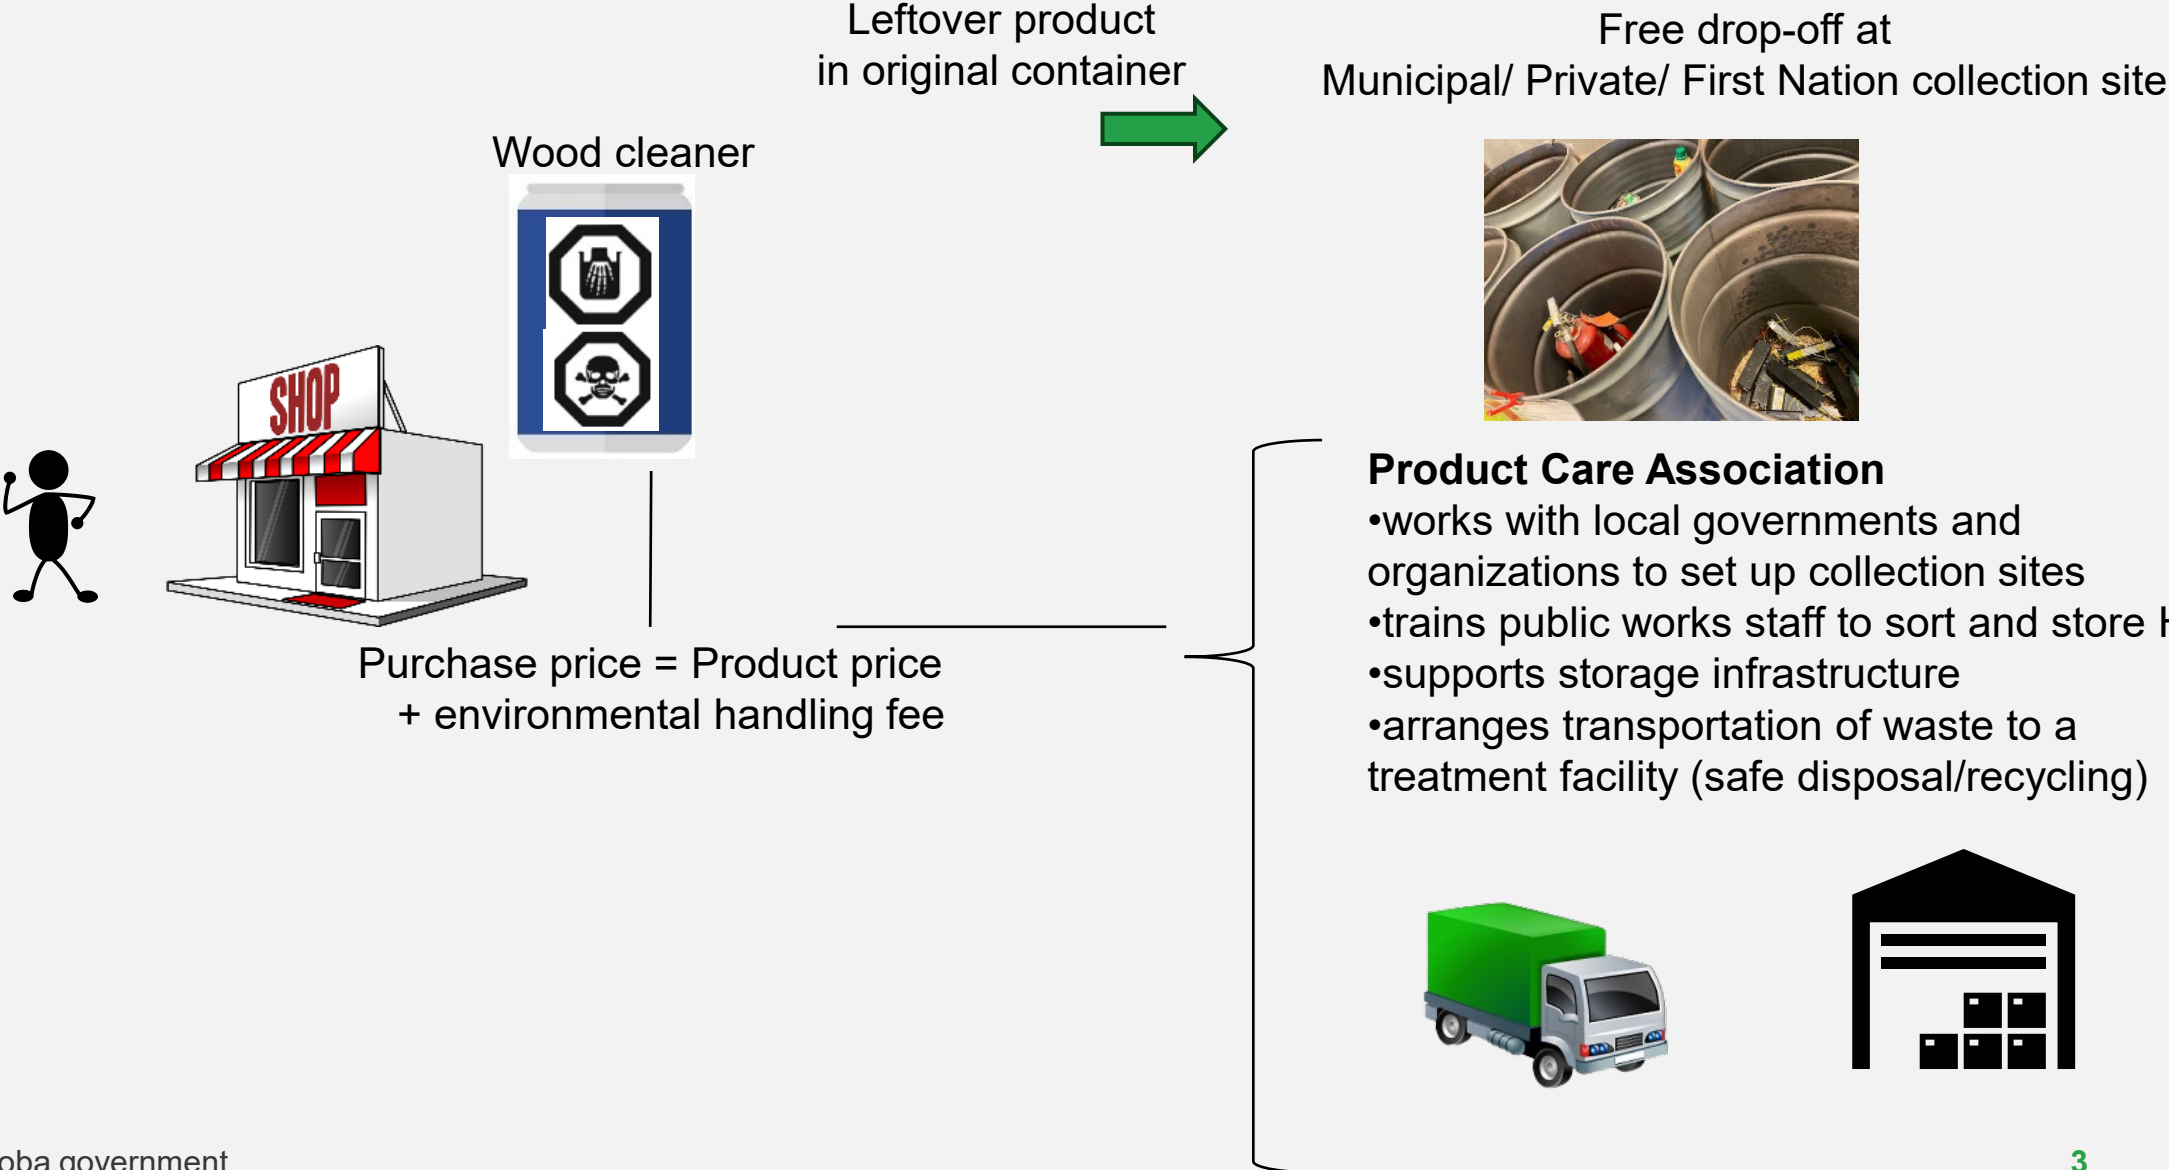 Leftover product
in original container
Free drop-off at
Municipal/ Private/ First Nation collection site
Wood cleaner
SHOP
Purchase price = Product price
+ environmental handling fee
Product Care Association
•works with local governments and
organizations to set up collection sites
•trains public works staff to sort and store
•supports storage infrastructure
•arranges transportation of waste to a
treatment facility (safe disposal/recycling)
government
3